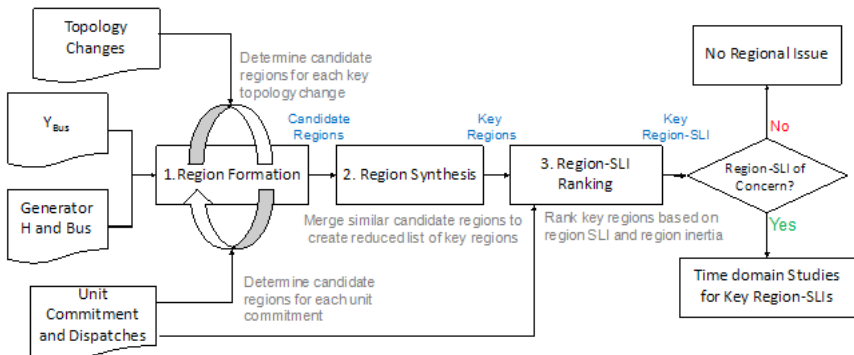 Topology
Changes
Determine candidate
regions for each key
topology change
No Regional Issue
Y Bus
Candidate
Regions
Key
Regions
Key
Region-SLI
No
1.Region Formation
2. Region Synthesis
3. Region-SLI
Ranking
Region-SLI of
Concern?
Generator
H and Bus
Merge similar candidate regions to
create reduced list of key regions
Rank key regions based on
region SLI and region inertia
Yes
Unit
Commitment
and Dispatches
Determine candidate
regions for each unit
commitment
Time domain Studies
for Key Region-SLIs